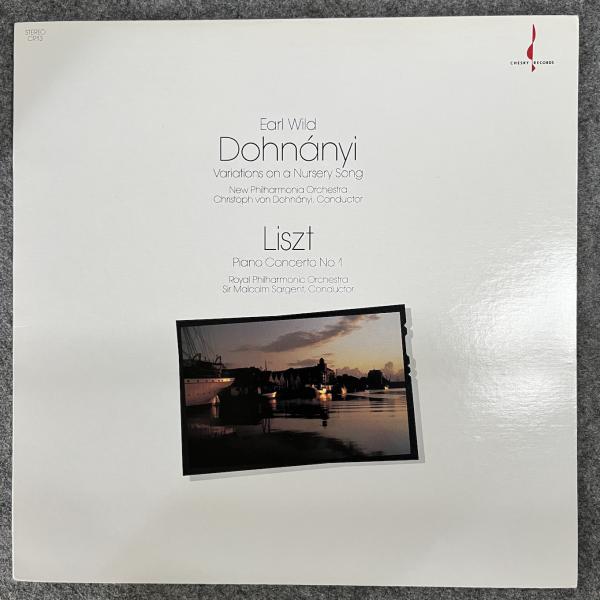 STEREO
CR13
CHESKY RECORDS
Earl Wild
Dohnányi
Variations on a Nursery Song
New Philharmonia Orchestra
Christoph von Dohnányi, Conductor
Liszt
Piano Concerto No. 1
Royal Philharmonic Orchestra
Sir Malcolm Sargent, Conductor